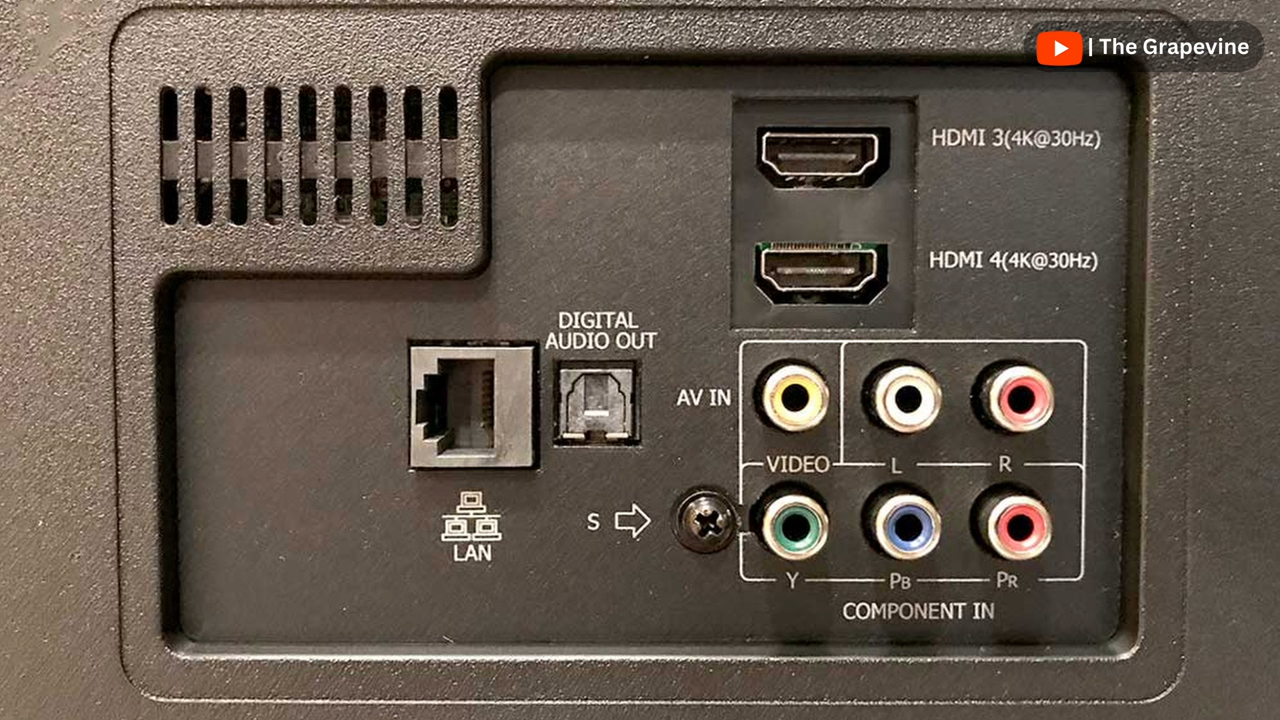 | The Grapevine
HDMI 3(4K@30Hz)
HDMI 4(4K@30Hz)
DIGITAL
AUDIO OUT
AV IN
VIDEO
L
R
S
LAN
Y
PB
PR
COMPONENT IN